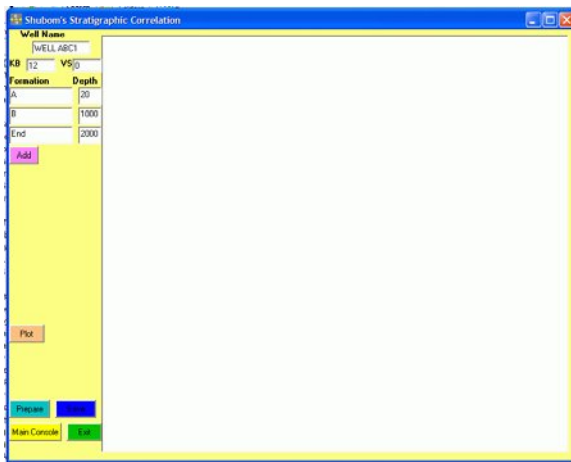 Shubom's Stratigraphic Correlation
Well Name
WELL ABC1
KB 12 VS 0
Formation Depth
A 20
B 1000
End 2000
Add
Plot
Prepare
Main Console Exit